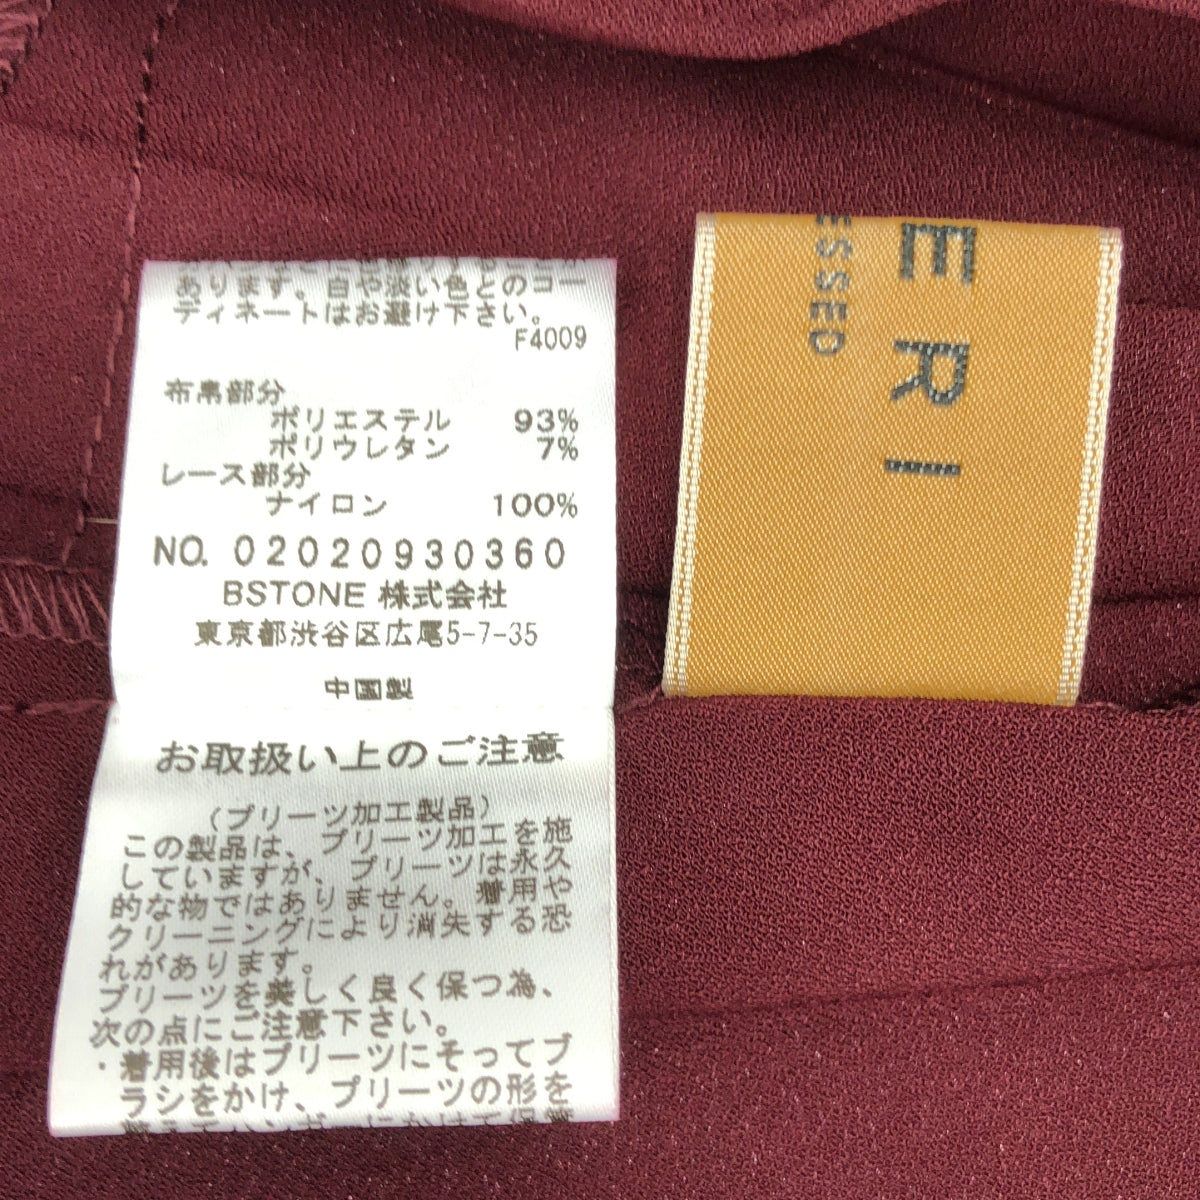 あります。白や淡い色とのコー
ディネートはお避け下さい。
F4009
布帛部分
ポリエステル 93%
ポリウレタン 7%
レース部分
ナイロン 100%
NO. 02020930360
BSTONE 株式会社
東京都渋谷区広尾5-7-35
中国製
お取扱い上のご注意
(プリーツ加工製品)
この製品は、プリーツ加工を施
していますが、プリーツは永久
的な物ではありません。着用や
クリーニングにより消失する恐
れがあります。
プリーツを美しく良く保つ為、
次の点にご注意下さい。
・着用後はプリーツにそってブ
ラシをかけ、プリーツの形を
ERI
ESSED